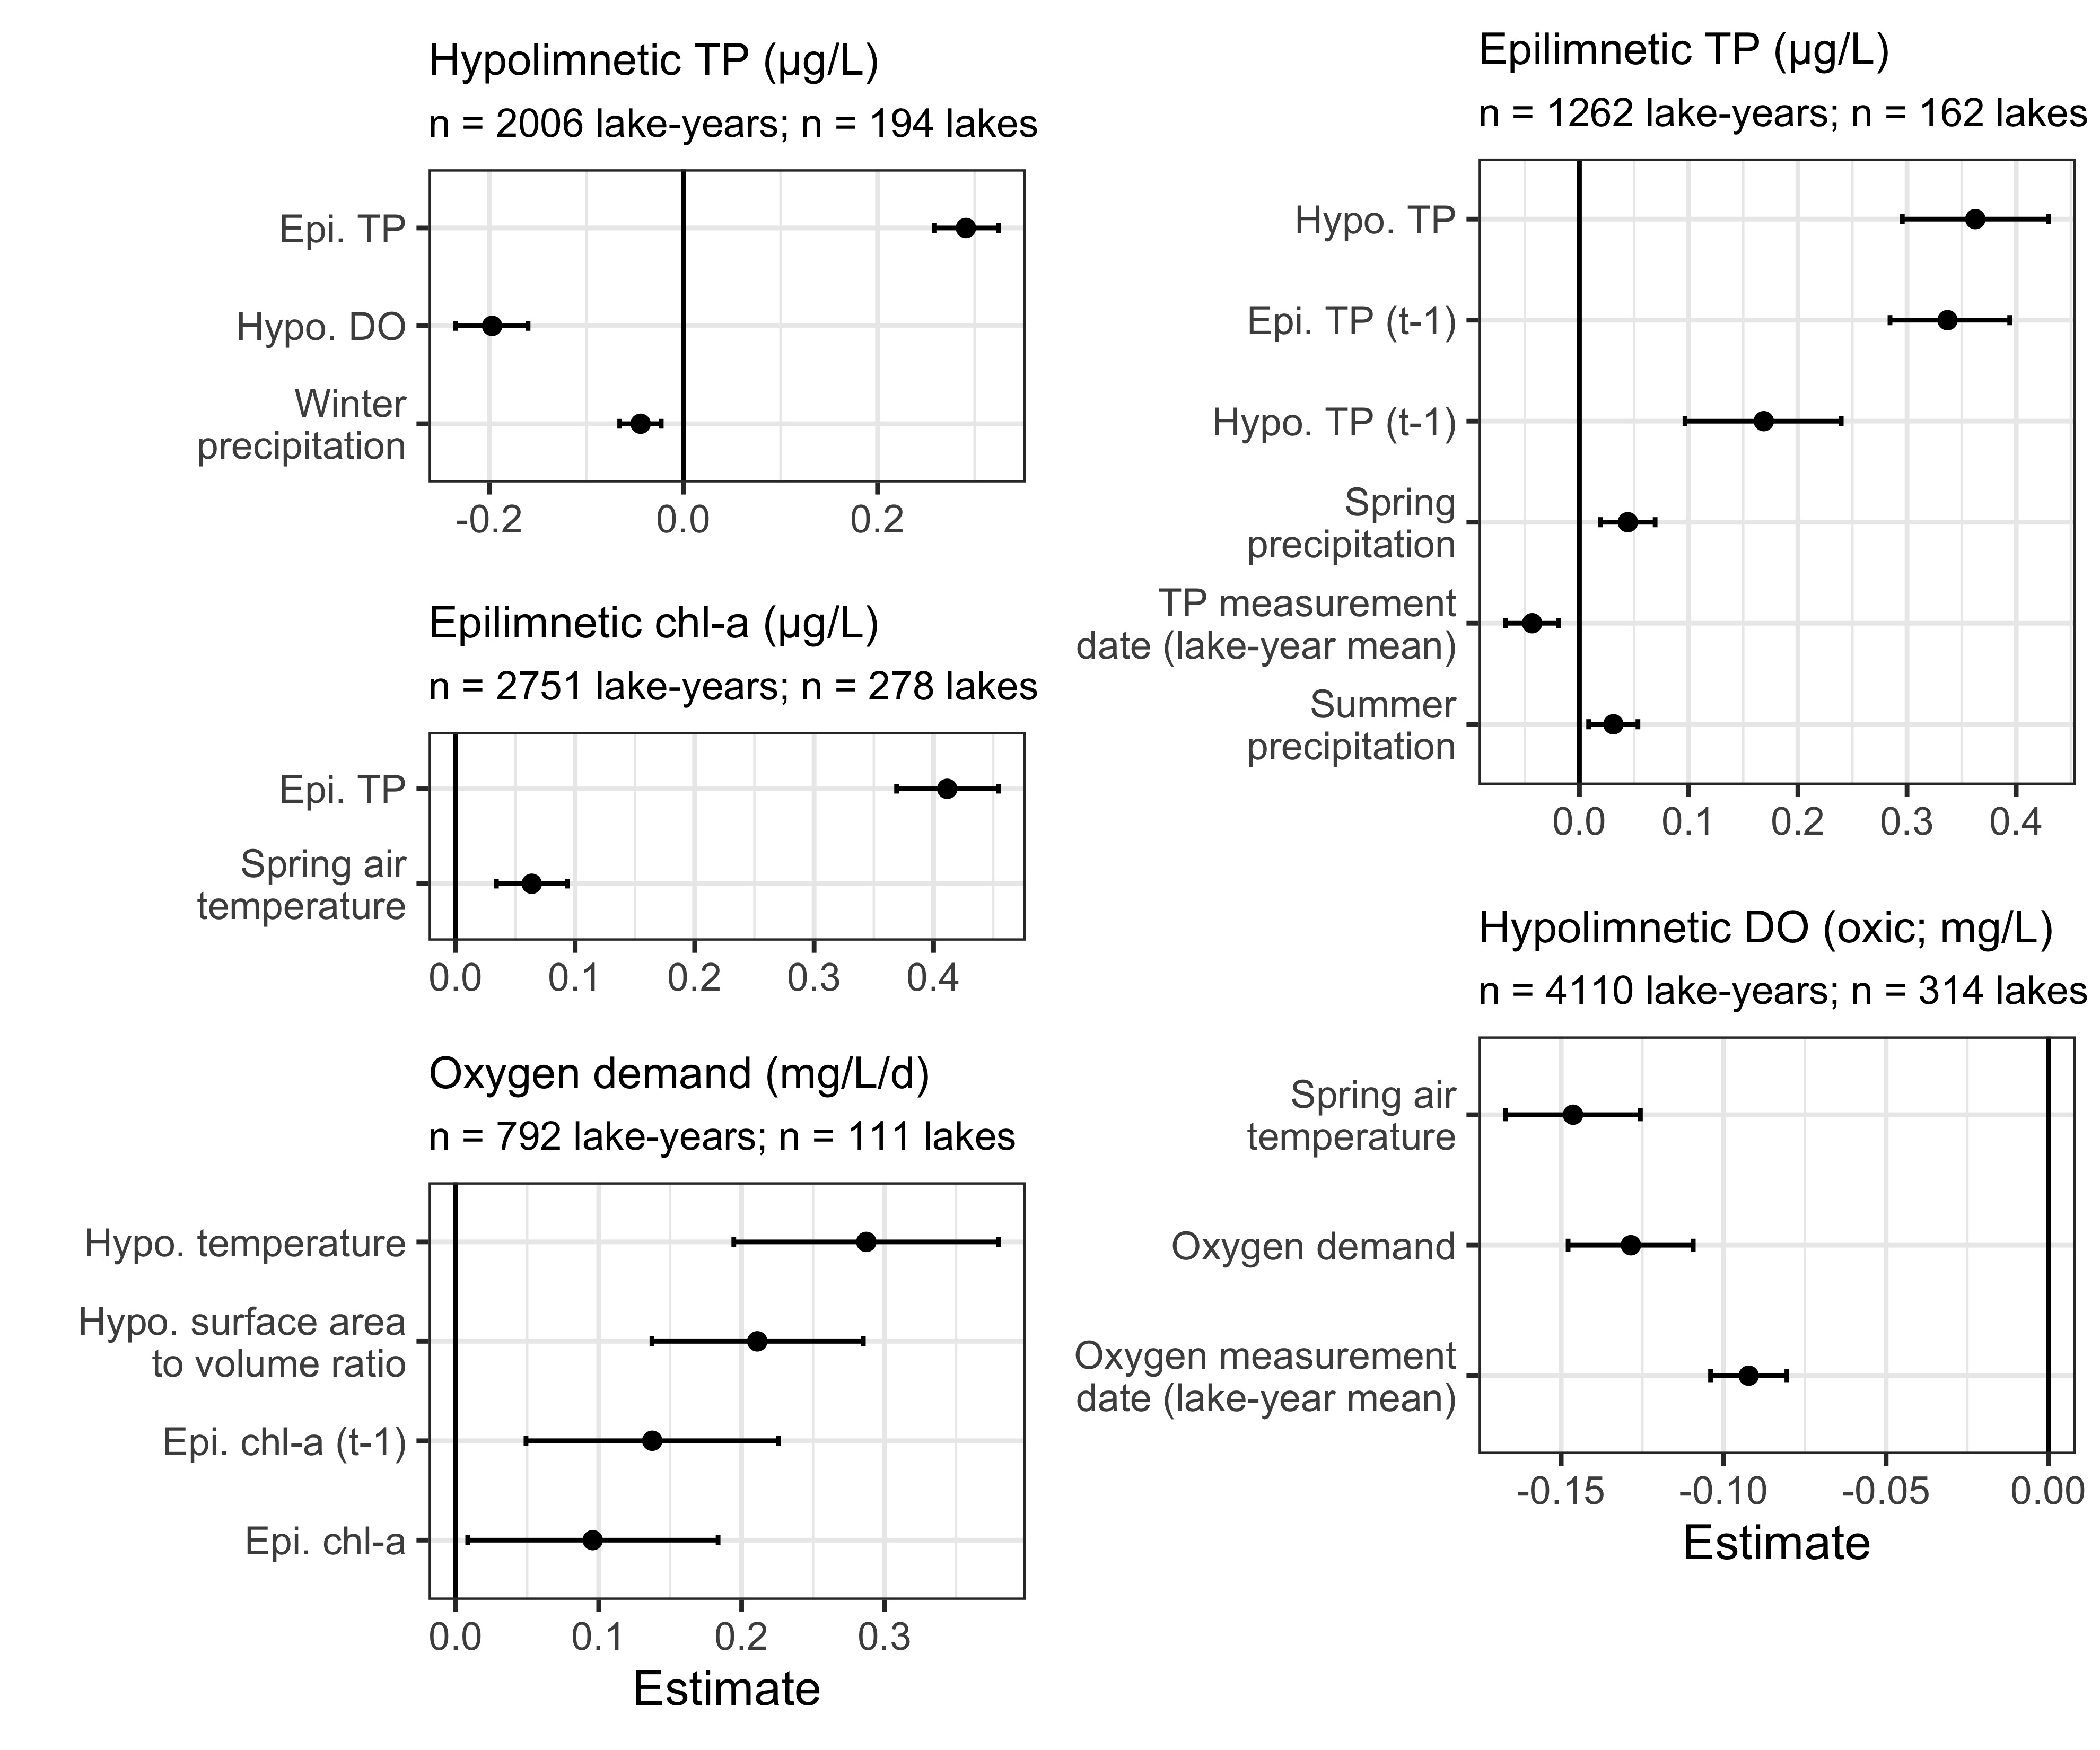 Hypolimnetic TP (µg/L)
n = 2006 lake-years; n = 194 lakes
Epi. TP
Hypo. DO
Winter
precipitation
-0.2 0.0 0.2
Epilimnetic chl-a (µg/L)
n = 2751 lake-years; n = 278 lakes
Epi. TP
Spring air
temperature
0.0 0.1 0.2 0.3 0.4
Oxygen demand (mg/L/d)
n = 792 lake-years; n = 111 lakes
Hypo. temperature
Hypo. surface area
to volume ratio
Epi. chl-a (t-1)
Epi. chl-a
0.0 0.1 0.2 0.3
Estimate
Epilimnetic TP (µg/L)
n = 1262 lake-years; n = 162 lakes
Hypo. TP
Epi. TP (t-1)
Hypo. TP (t-1)
Spring
precipitation
TP measurement
date (lake-year mean)
Summer
precipitation
0.0 0.1 0.2 0.3 0.4
Hypolimnetic DO (oxic; mg/L)
n = 4110 lake-years; n = 314 lakes
Spring air
temperature
Oxygen demand
Oxygen measurement
date (lake-year mean)
-0.15 -0.10 -0.05 0.00
Estimate